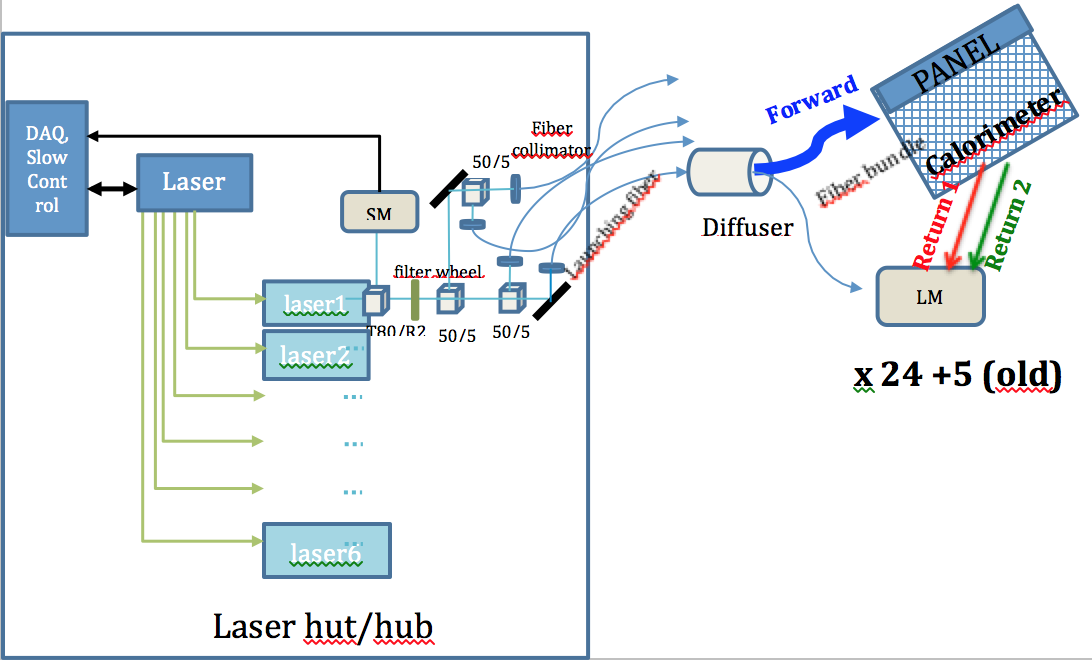 PANEL
Calorimeter
Forward
Fiber bundle
Return 1
Return 2
LM
x 24 +5 (old)
Diffuser
Launching fiber
Fiber
collimator
50/5
DAQ,
Slow
Cont
rol
Laser
SM
filter wheel
laser1
T80/R2
50/5
50/5
laser2
...
...
...
...
laser6
...
Laser hut/hub